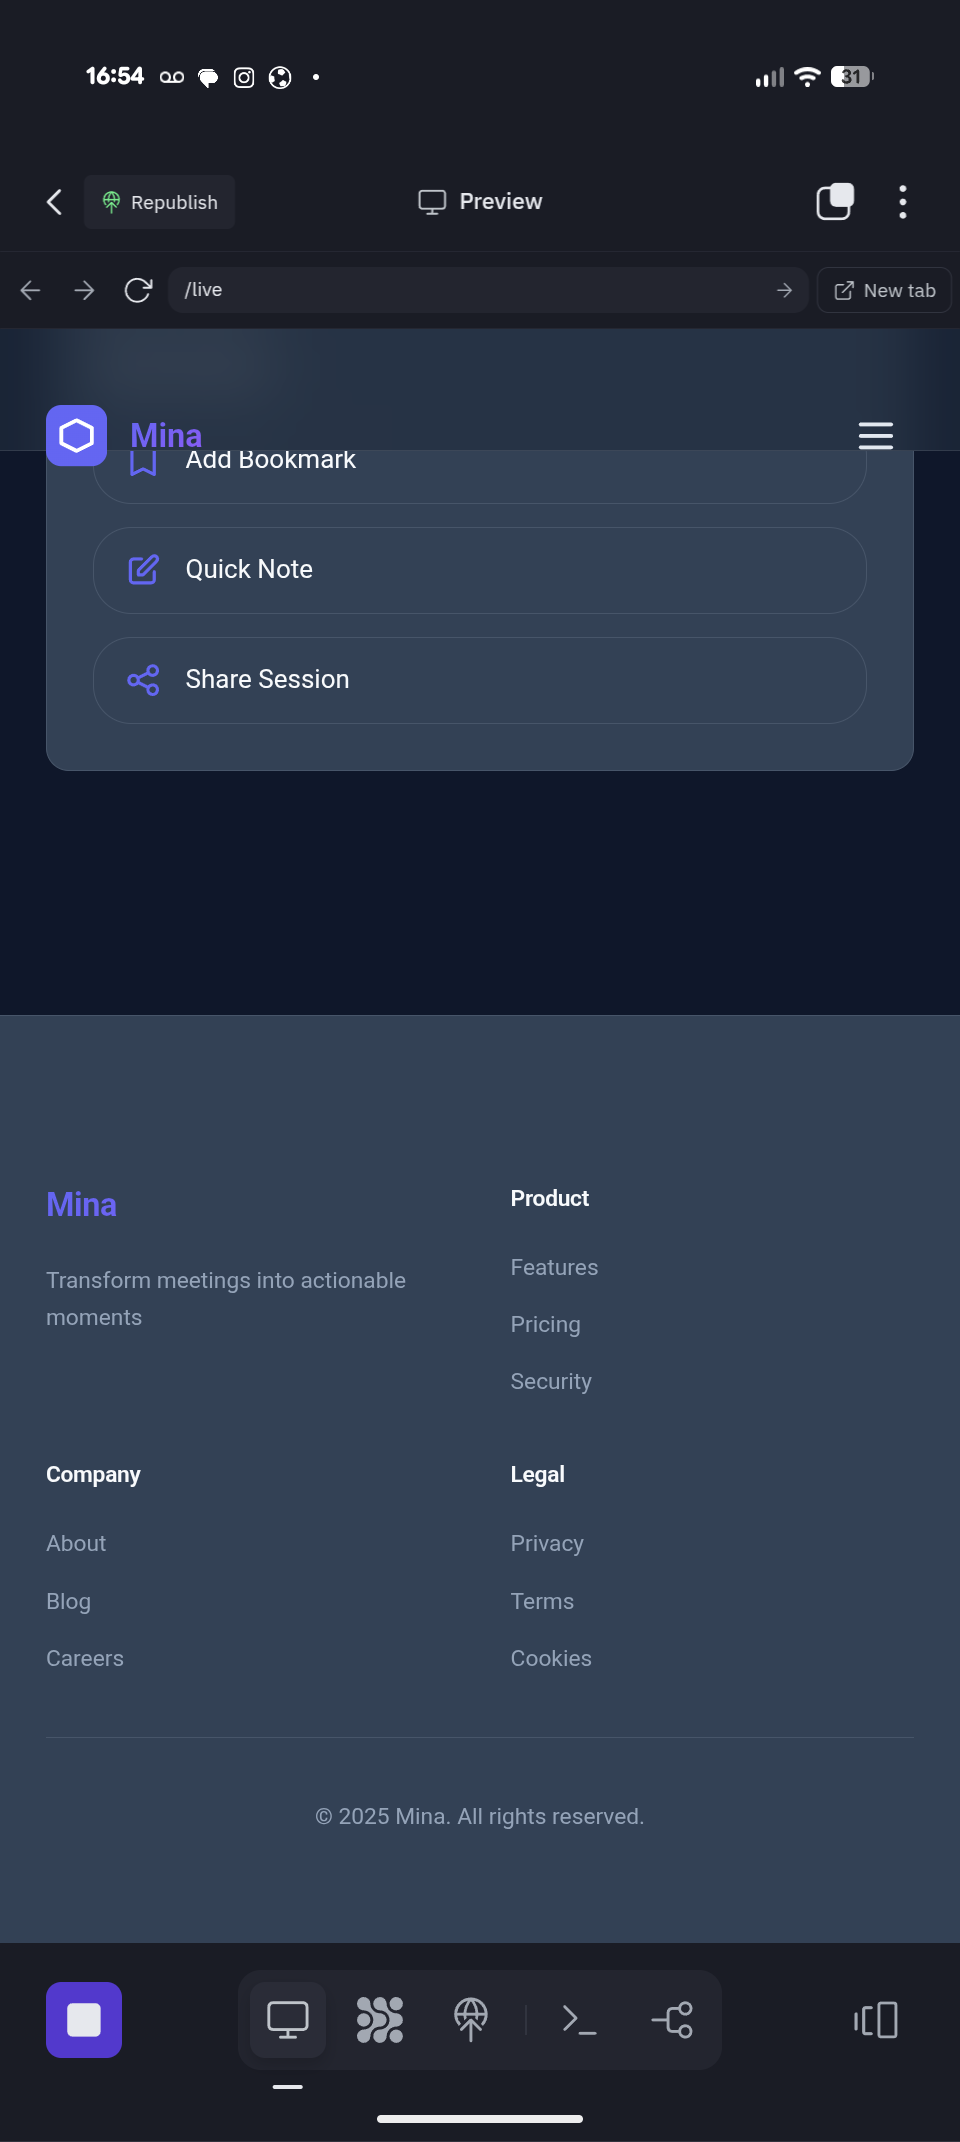 16:54
31
Republish
Preview
/live
New tab
Mina
Add Bookmark
Quick Note
Share Session
Mina
Transform meetings into actionable
moments
Product
Features
Pricing
Security
Company
About
Blog
Careers
Legal
Privacy
Terms
Cookies
© 2025 Mina. All rights reserved.